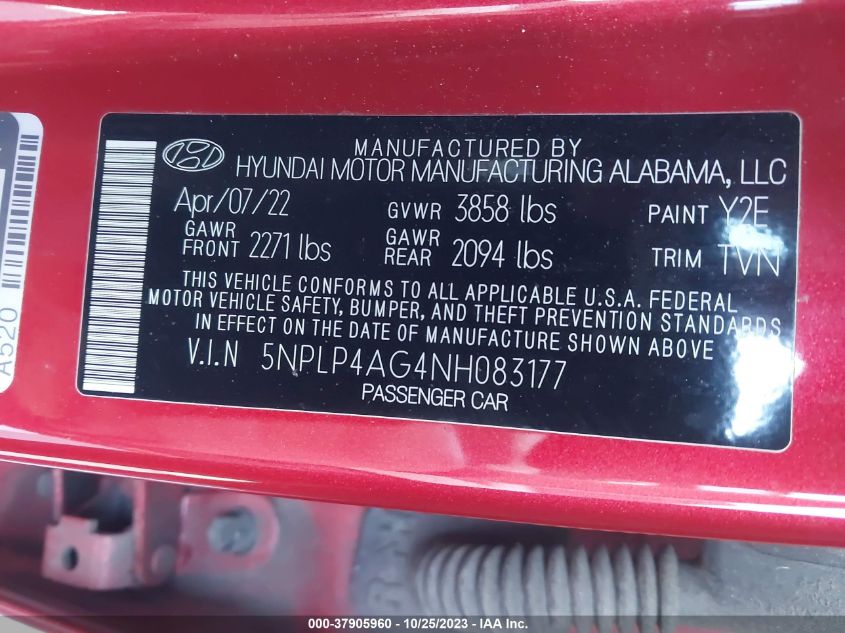 MANUFACTURED BY
HYUNDAI MOTOR MANUFACTURING ALABAMA, LLC
Apr/07/22 GVWR 3858 lbs PAINT Y2E
GAWR FRONT 2271 lbs GAWR REAR 2094 lbs TRIM TVN
THIS VEHICLE CONFORMS TO ALL APPLICABLE U.S.A. FEDERAL
MOTOR VEHICLE SAFETY, BUMPER, AND THEFT PREVENTION STANDARDS
IN EFFECT ON THE DATE OF MANUFACTURE SHOWN ABOVE
V.I.N 5NPLP4AG4NH083177
PASSENGER CAR
A520
000-37905960 - 10/25/2023 - IAA Inc.